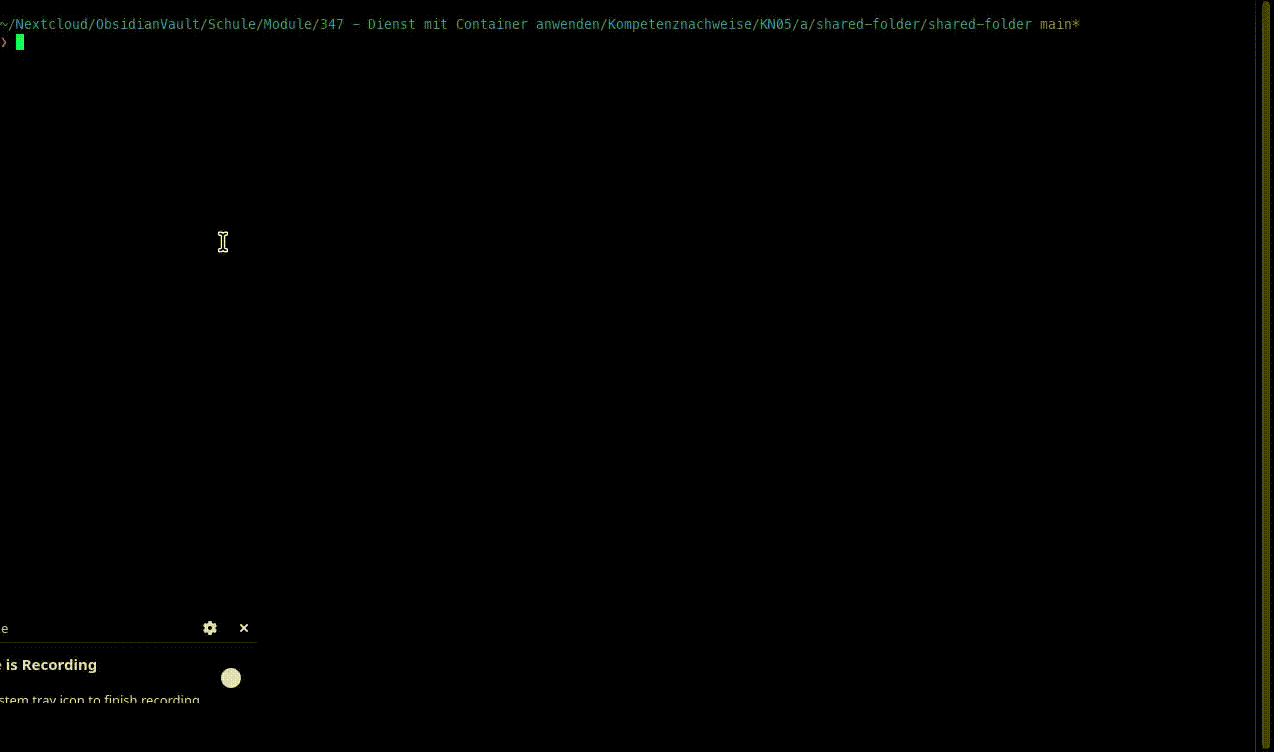 ~/Nextcloud/ObsidianVault/Schule/Module/347 - Dienst mit Container anwenden/Kompetenznachweise/KN05/a/shared-folder/shared-folder main*
❯
e
e is Recording
stem tray icon to finish recording